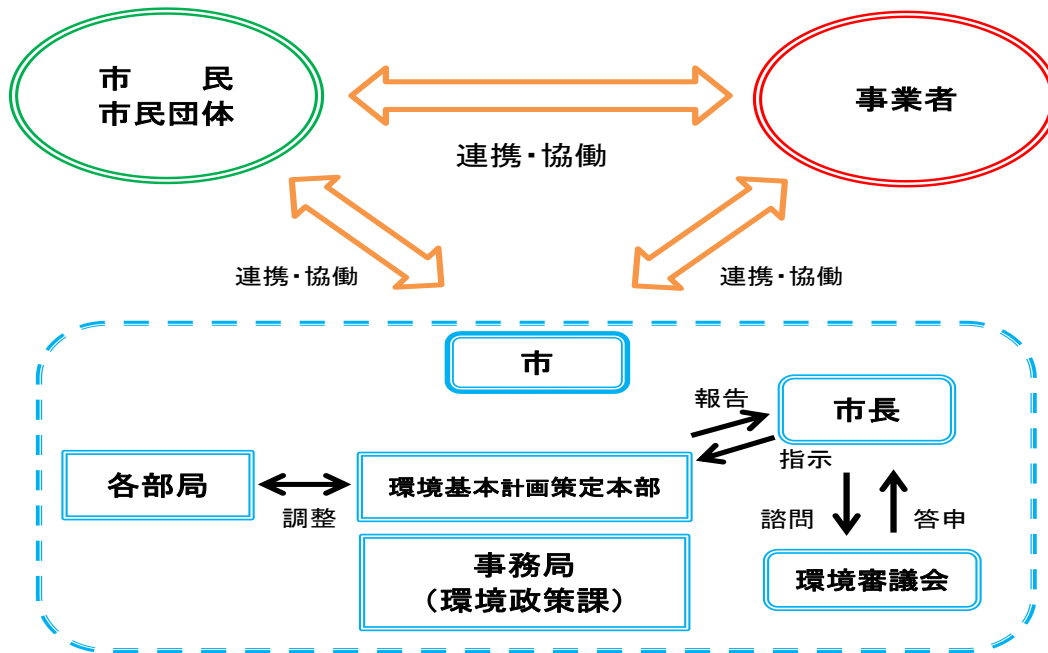 市　　民
市民団体
事業者
連携・協働
連携・協働
連携・協働
市
報告
市長
指示
各部局
調整
環境基本計画策定本部
諮問
答申
事務局
（環境政策課）
環境審議会